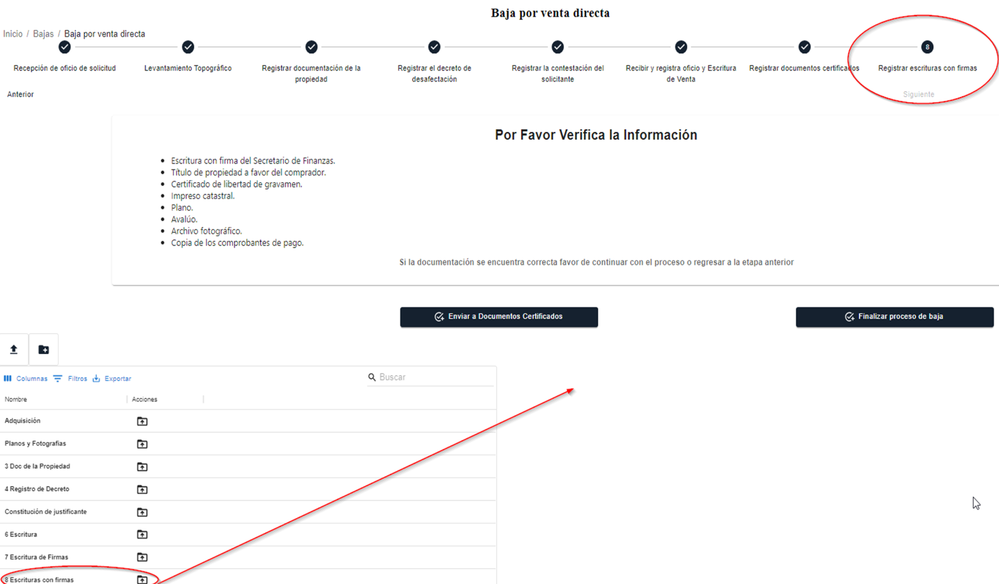 Baja por venta directa
Inicio / Bajas / Baja por venta directa
8
Recepción de oficio de solicitud
Levantamiento Topográfico
Registrar documentación de la
propiedad
Registrar el decreto de
desafectación
Registrar la contestación del
solicitante
Recibir y registra oficio y Escritura
de Venta
Registrar documentos certificados
Registrar escrituras con firmas
Anterior
Siguiente
Por Favor Verifica la Información
• Escritura con firma del Secretario de Finanzas.
• Título de propiedad a favor del comprador.
• Certificado de libertad de gravamen.
• Impreso catastral.
• Plano.
• Avalúo.
• Archivo fotográfico.
• Copia de los comprobantes de pago.
Si la documentación se encuentra correcta favor de continuar con el proceso o regresar a la etapa anterior
Enviar a Documentos Certificados
Finalizar proceso de baja
Columnas Filtros Exportar
Buscar
Nombre Acciones
Adquisición
Planos y Fotografias
3 Doc de la Propiedad
4 Registro de Decreto
Constitución de justificante
6 Escritura
7 Escritura de Firmas
8 Escrituras con firmas